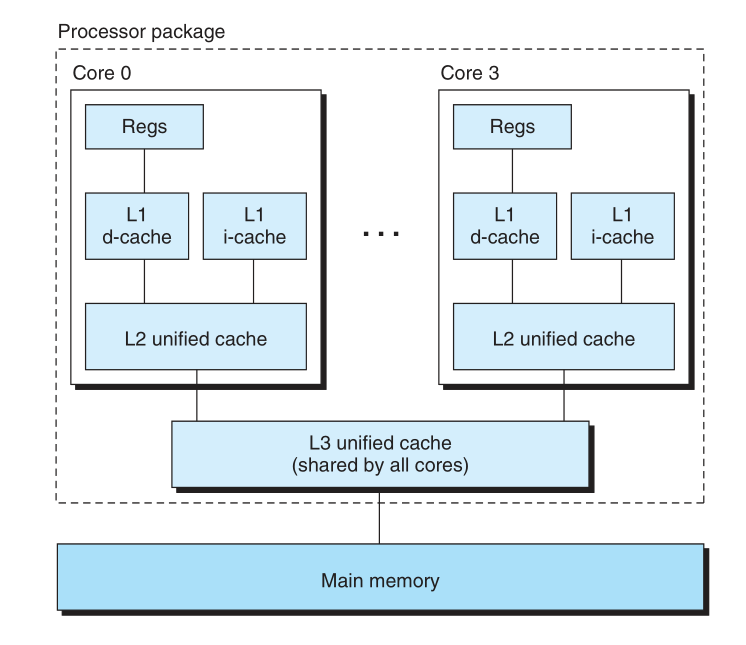 Processor package
Core 0
Core 3
Regs
Regs
L1
d-cache
L1
i-cache
. . .
L1
d-cache
L1
i-cache
L2 unified cache
L2 unified cache
L3 unified cache
(shared by all cores)
Main memory